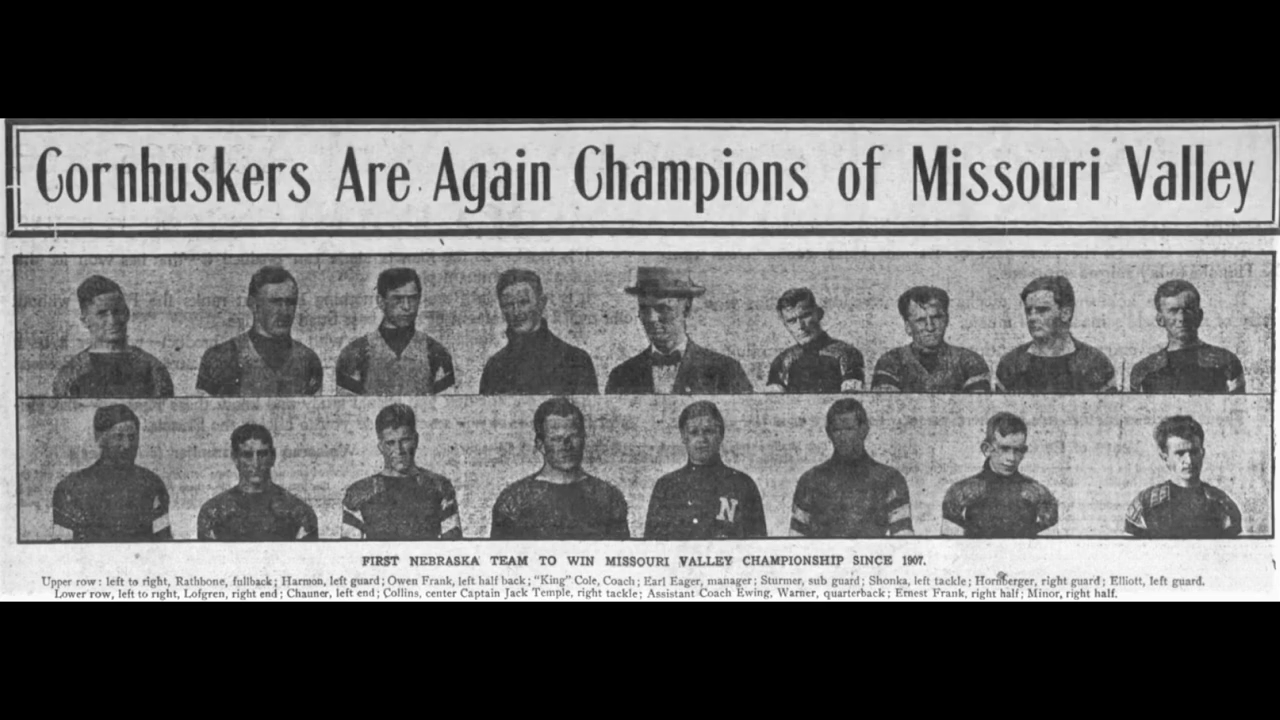 Cornhuskers Are Again Champions of Missouri Valley
N
FIRST NEBRASKA TEAM TO WIN MISSOURI VALLEY CHAMPIONSHIP SINCE 1907.
Upper row: left to right, Rathbone, fullback; Harmon, left guard; Owen Frank, left half back; "King" Cole, Coach; Earl Eager, manager; Sturmer, sub guard; Shonka, left tackle; Hornberger, right guard; Elliott, left guard.
Lower row, left to right, Lofgren, right end; Chauner, left end; Collins, center Captain Jack Temple, right tackle; Assistant Coach Ewing, Warner, quarterback; Ernest Frank, right half; Minor, right half.